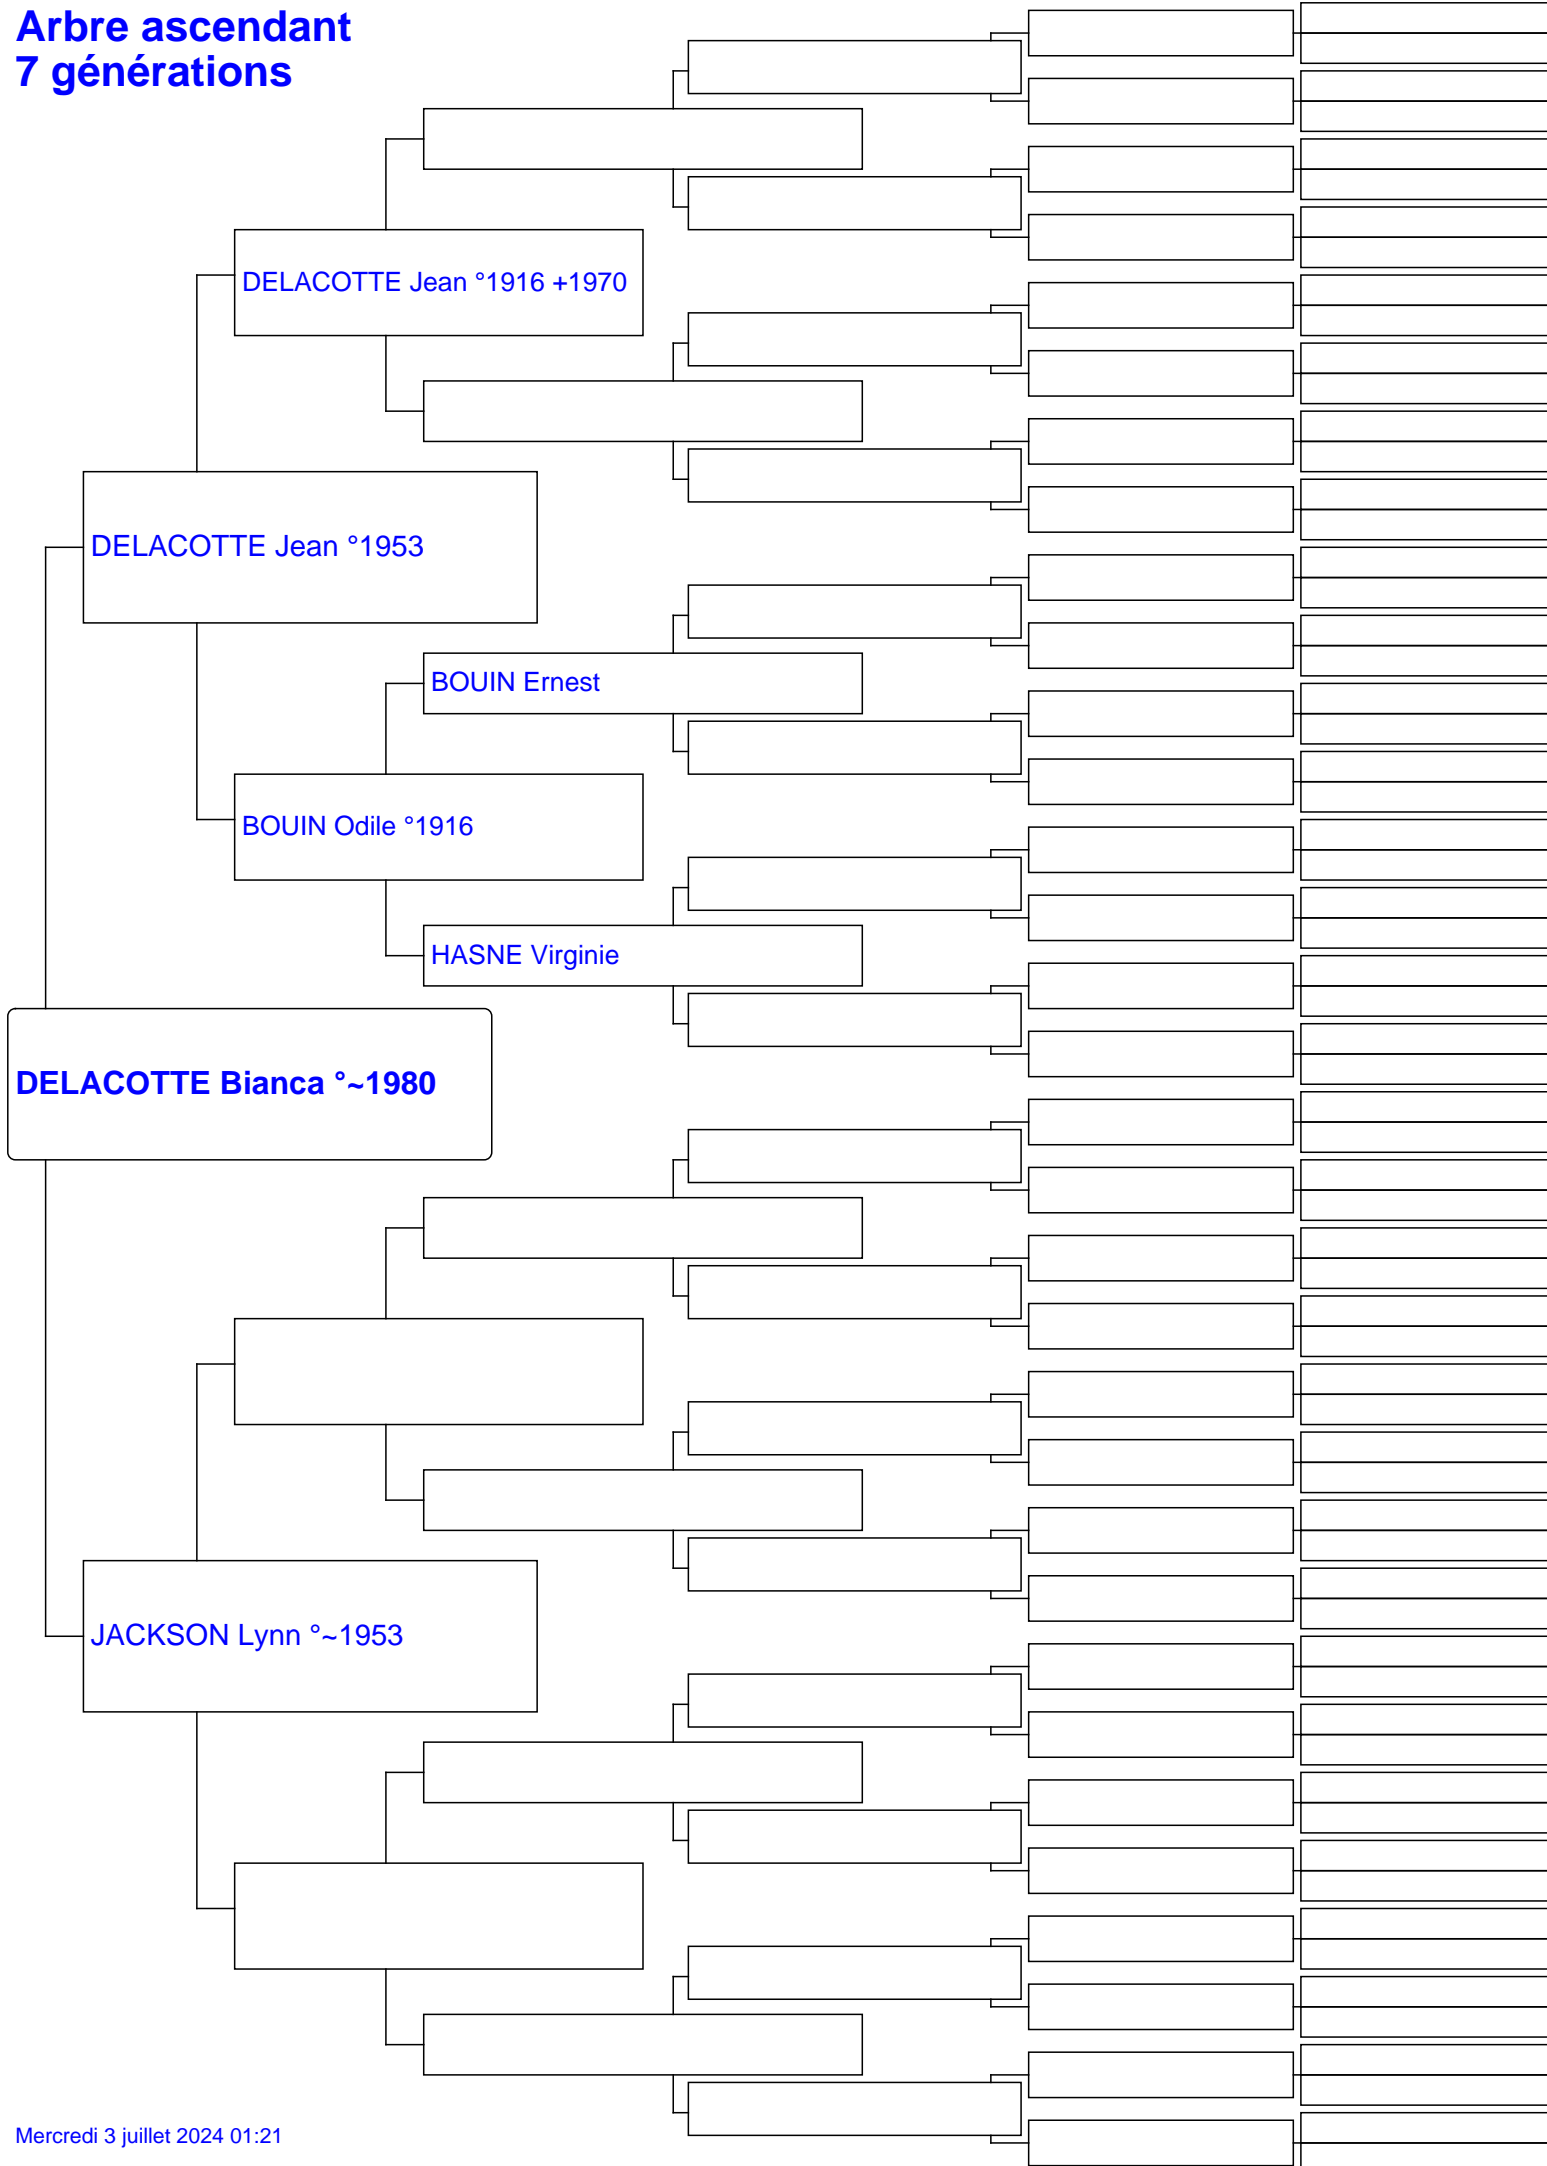 Arbre ascendant
7 générations
DELACOTTE Jean °1916 +1970
DELACOTTE Jean °1953
BOUIN Ernest
BOUIN Odile °1916
HASNE Virginie
DELACOTTE Bianca °~1980
JACKSON Lynn °~1953
Mercredi 3 juillet 2024 01:21